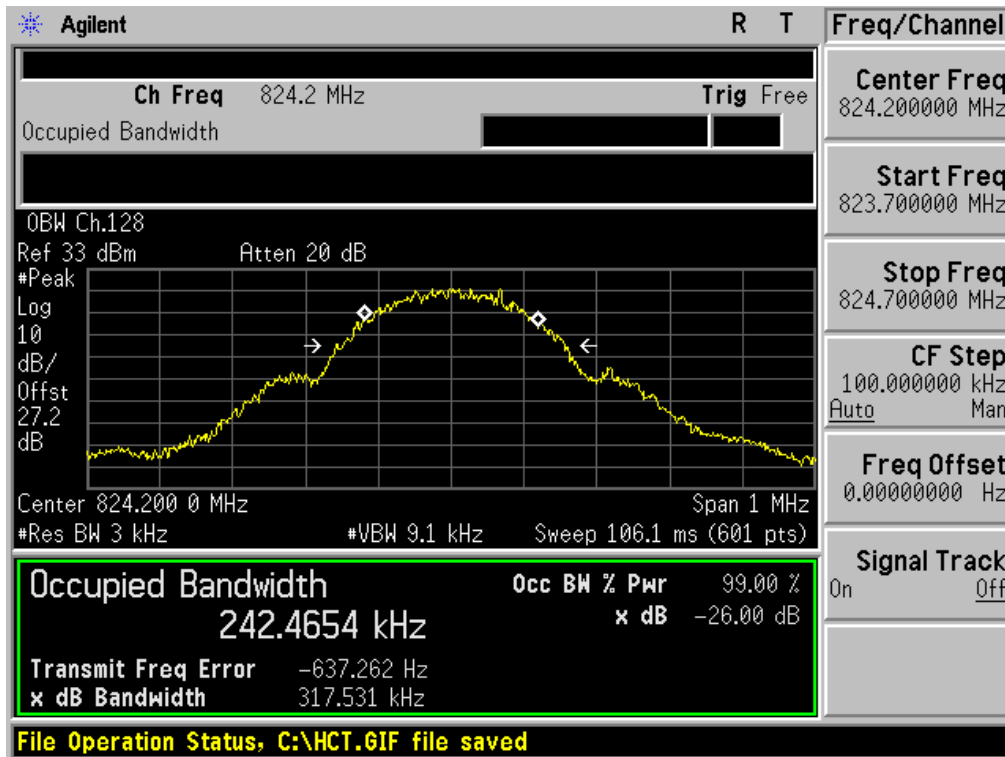 Agilent R T
Freq/Channel
Ch Freq 824.2 MHz Trig Free
Occupied Bandwidth
OBW Ch.128
Ref 33 dBm Atten 20 dB
#Peak
Log
10
dB/
Offst
27.2
dB
Center 824.200 0 MHz Span 1 MHz
#Res BW 3 kHz #VBW 9.1 kHz Sweep 106.1 ms (601 pts)
Occupied Bandwidth Occ BW % Pwr 99.00 %
242.4654 kHz x dB -26.00 dB
Transmit Freq Error -637.262 Hz
x dB Bandwidth 317.531 kHz
File Operation Status, C:\HCT.GIF file saved
Center Freq
824.200000 MHz
Start Freq
823.700000 MHz
Stop Freq
824.700000 MHz
CF Step
100.000000 kHz
Auto Man
Freq Offset
0.00000000 Hz
Signal Track
On Off